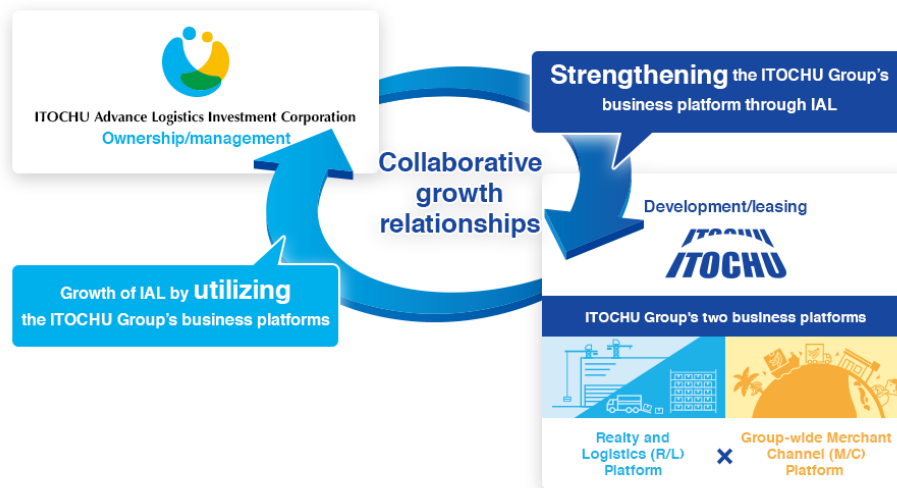 ITOCHU Advance Logistics Investment Corporation
Ownership/management
Strengthening the ITOCHU Group's
business platform through IAL
Collaborative
growth
relationships
Development/leasing
ITOCHU
Growth of IAL by utilizing
the ITOCHU Group's business platforms
ITOCHU Group's two business platforms
Realty and
Logistics (R/L)
Platform
×
Group-wide Merchant
Channel (M/C)
Platform